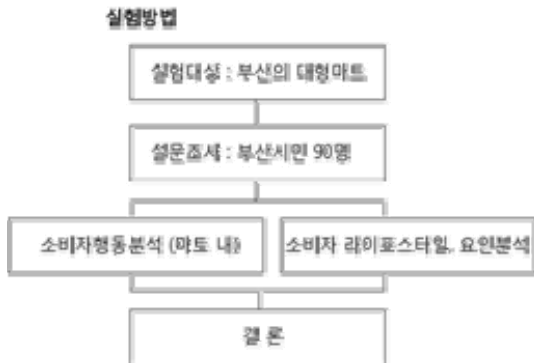 실험방법
실험대상 : 부산의 대형마트
설문조사 : 부산시민 90명
소비자행동분석 (마트 내)
소비자 라이프스타일, 요인분석
결 론